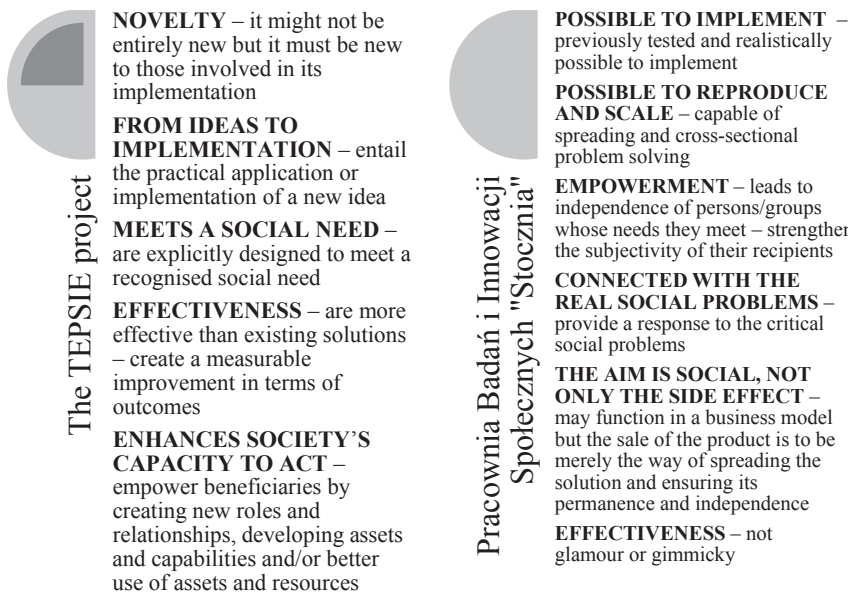 The TEPSIE project
NOVELTY – it might not be
entirely new but it must be new
to those involved in its
implementation
FROM IDEAS TO
IMPLEMENTATION – entail
the practical application or
implementation of a new idea
MEETS A SOCIAL NEED –
are explicitly designed to meet a
recognised social need
EFFECTIVENESS – are more
effective than existing solutions
– create a measurable
improvement in terms of
outcomes
ENHANCES SOCIETY’S
CAPACITY TO ACT –
empower beneficiaries by
creating new roles and
relationships, developing assets
and capabilities and/or better
use of assets and resources
Pracownia Badań i Innowacji
Społecznych "Stocznia"
POSSIBLE TO IMPLEMENT –
previously tested and realistically
possible to implement
POSSIBLE TO REPRODUCE
AND SCALE – capable of
spreading and cross-sectional
problem solving
EMPOWERMENT – leads to
independence of persons/groups
whose needs they meet – strengthen
the subjectivity of their recipients
CONNECTED WITH THE
REAL SOCIAL PROBLEMS –
provide a response to the critical
social problems
THE AIM IS SOCIAL, NOT
ONLY THE SIDE EFFECT –
may function in a business model
but the sale of the product is to be
merely the way of spreading the
solution and ensuring its
permanence and independence
EFFECTIVENESS – not
glamour or gimmicky